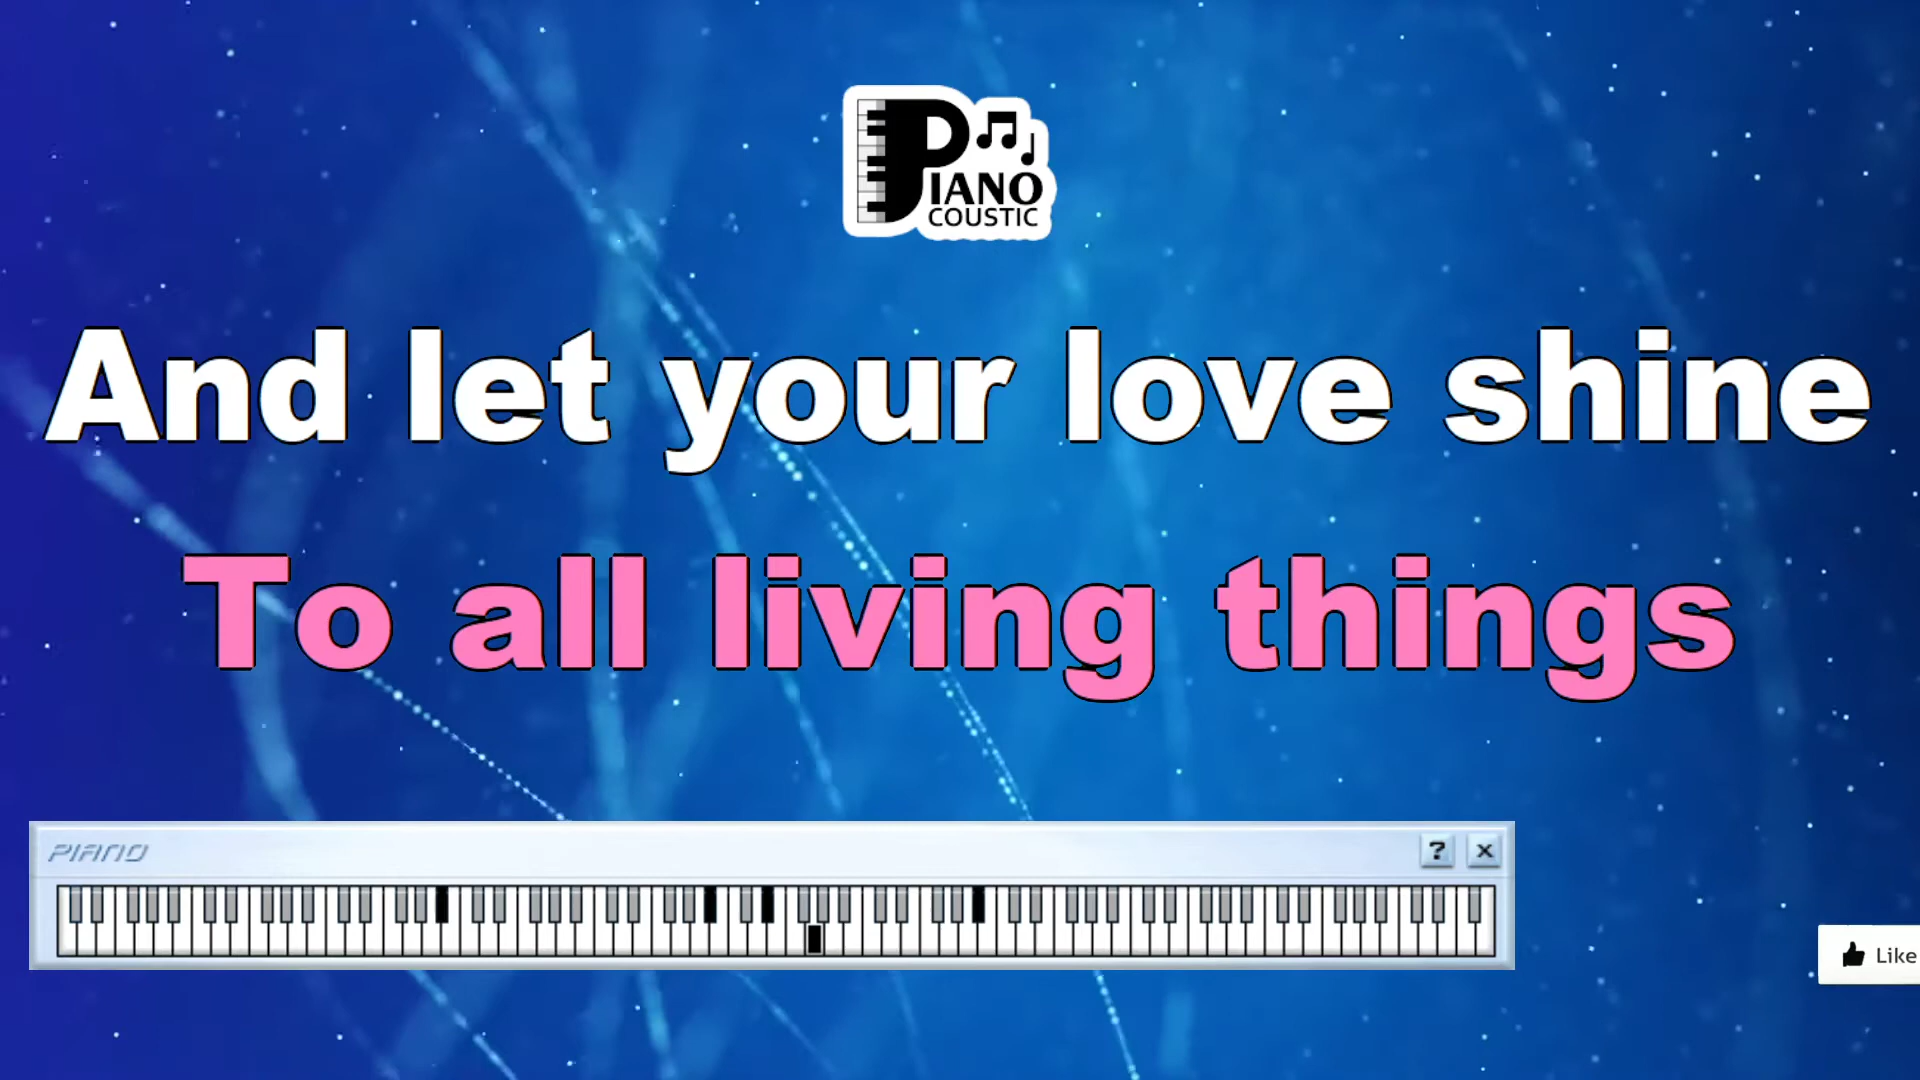 PIANO
COUSTIC
And let your love shine
To all living things
PIANO
?
×
Like